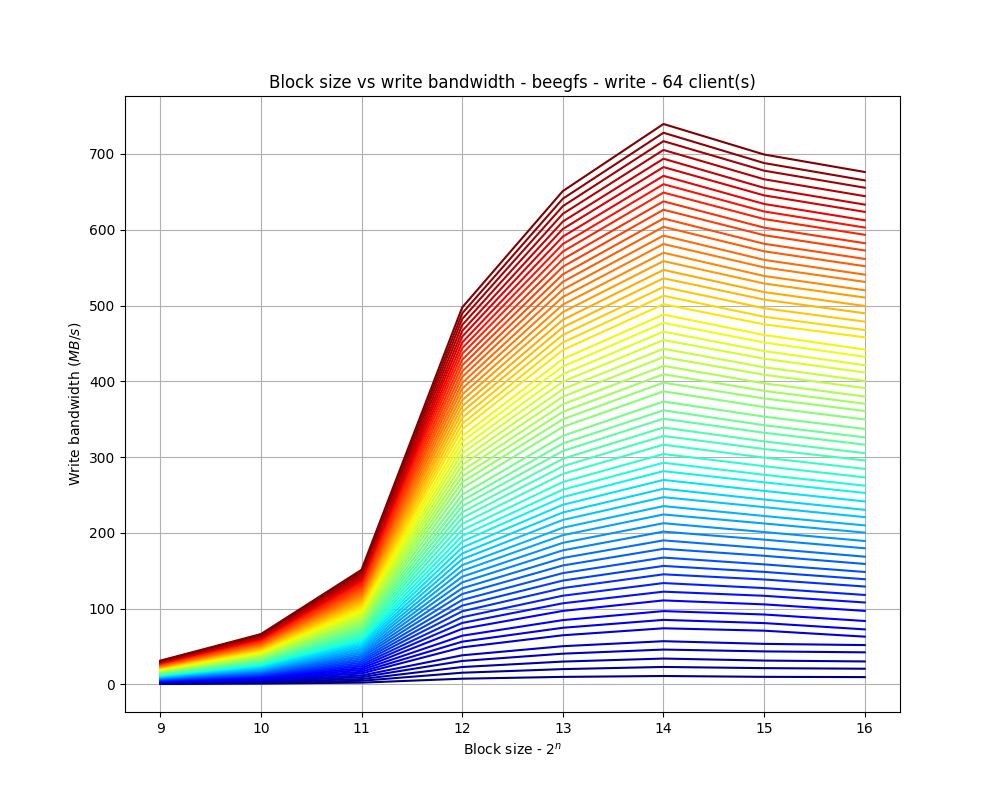 Block size vs write bandwidth - beegfs - write - 64 client(s)
Write bandwidth (MB/s)
700
600
500
400
300
200
100
0
9 10 11 12 13 14 15 16
Block size - 2^n